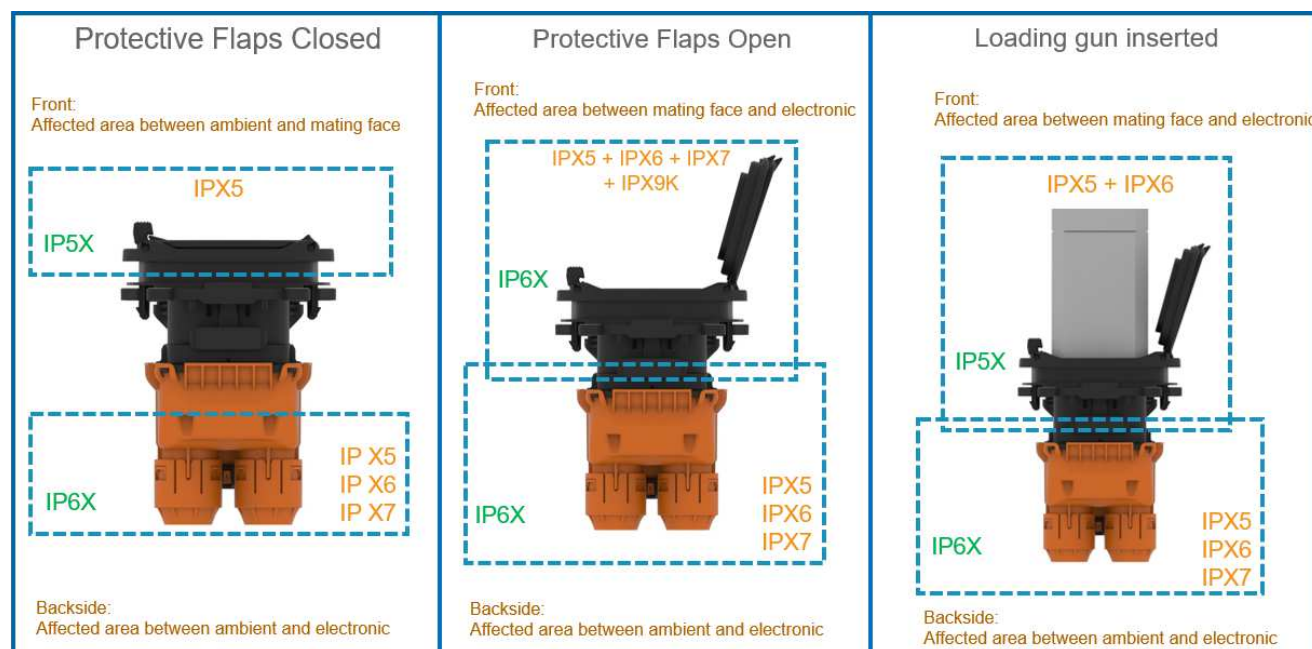 Protective Flaps Closed
Front:
Affected area between ambient and mating face
IPX5
IP5X
IP X5
IP X6
IP X7
IP6X
Backside:
Affected area between ambient and electronic
Protective Flaps Open
Front:
Affected area between mating face and electronic
IPX5 + IPX6 + IPX7
+ IPX9K
IP6X
IPX5
IP6X
IPX6
IPX7
Backside:
Affected area between ambient and electronic
Loading gun inserted
Front:
Affected area between mating face and electronic
IPX5 + IPX6
IP5X
IPX5
IP6X
IPX6
IPX7
Backside:
Affected area between ambient and electronic